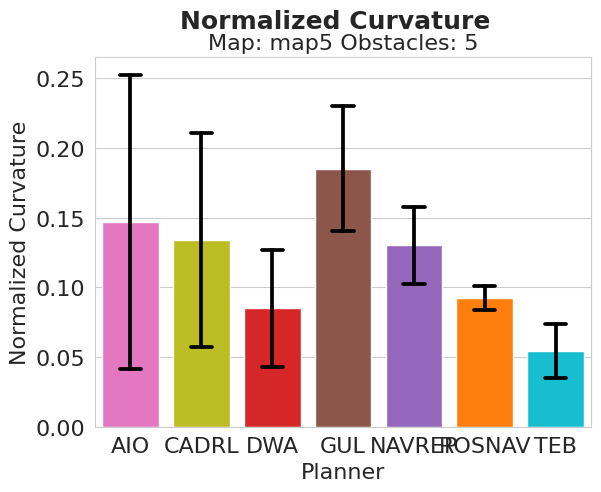 Normalized Curvature
Map: map5 Obstacles: 5
Normalized Curvature
0.25
0.20
0.15
0.10
0.05
0.00
AIO CADRL DWA GUL NAVREP ROSNAV TEB
Planner